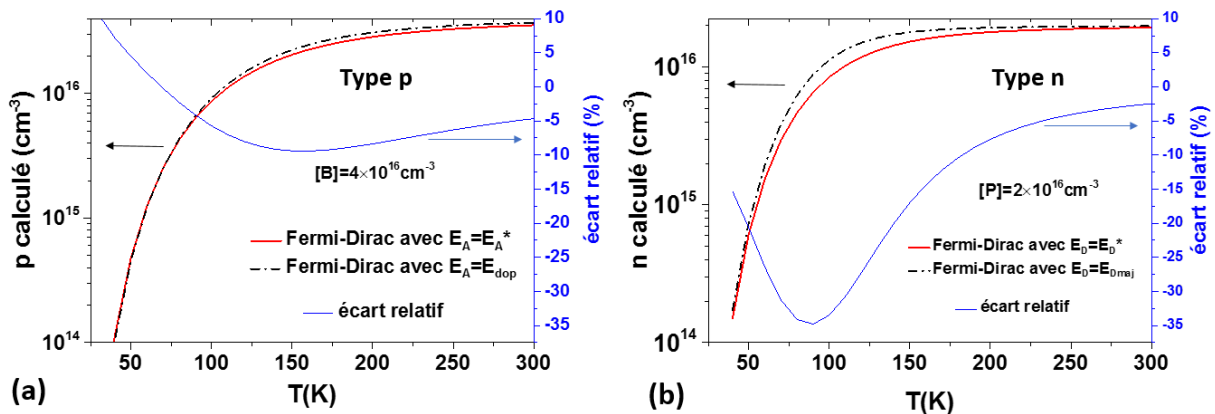 p calculé (cm-3)
10^16
10^15
10^14
Type p
[B]=4×10^16cm-3
Fermi-Dirac avec E_A=E_A*
Fermi-Dirac avec E_A=E_dop
écart relatif
10
5
0
-5
-10
-15
-20
-25
-30
-35
écart relatif (%)
50
100
150
200
250
300
T(K)
(a)
n calculé (cm-3)
10^16
10^15
10^14
Type n
[P]=2×10^16cm-3
Fermi-Dirac avec E_D=E_D*
Fermi-Dirac avec E_D=E_Dmaj
écart relatif
10
5
0
-5
-10
-15
-20
-25
-30
-35
écart relatif (%)
50
100
150
200
250
300
T(K)
(b)